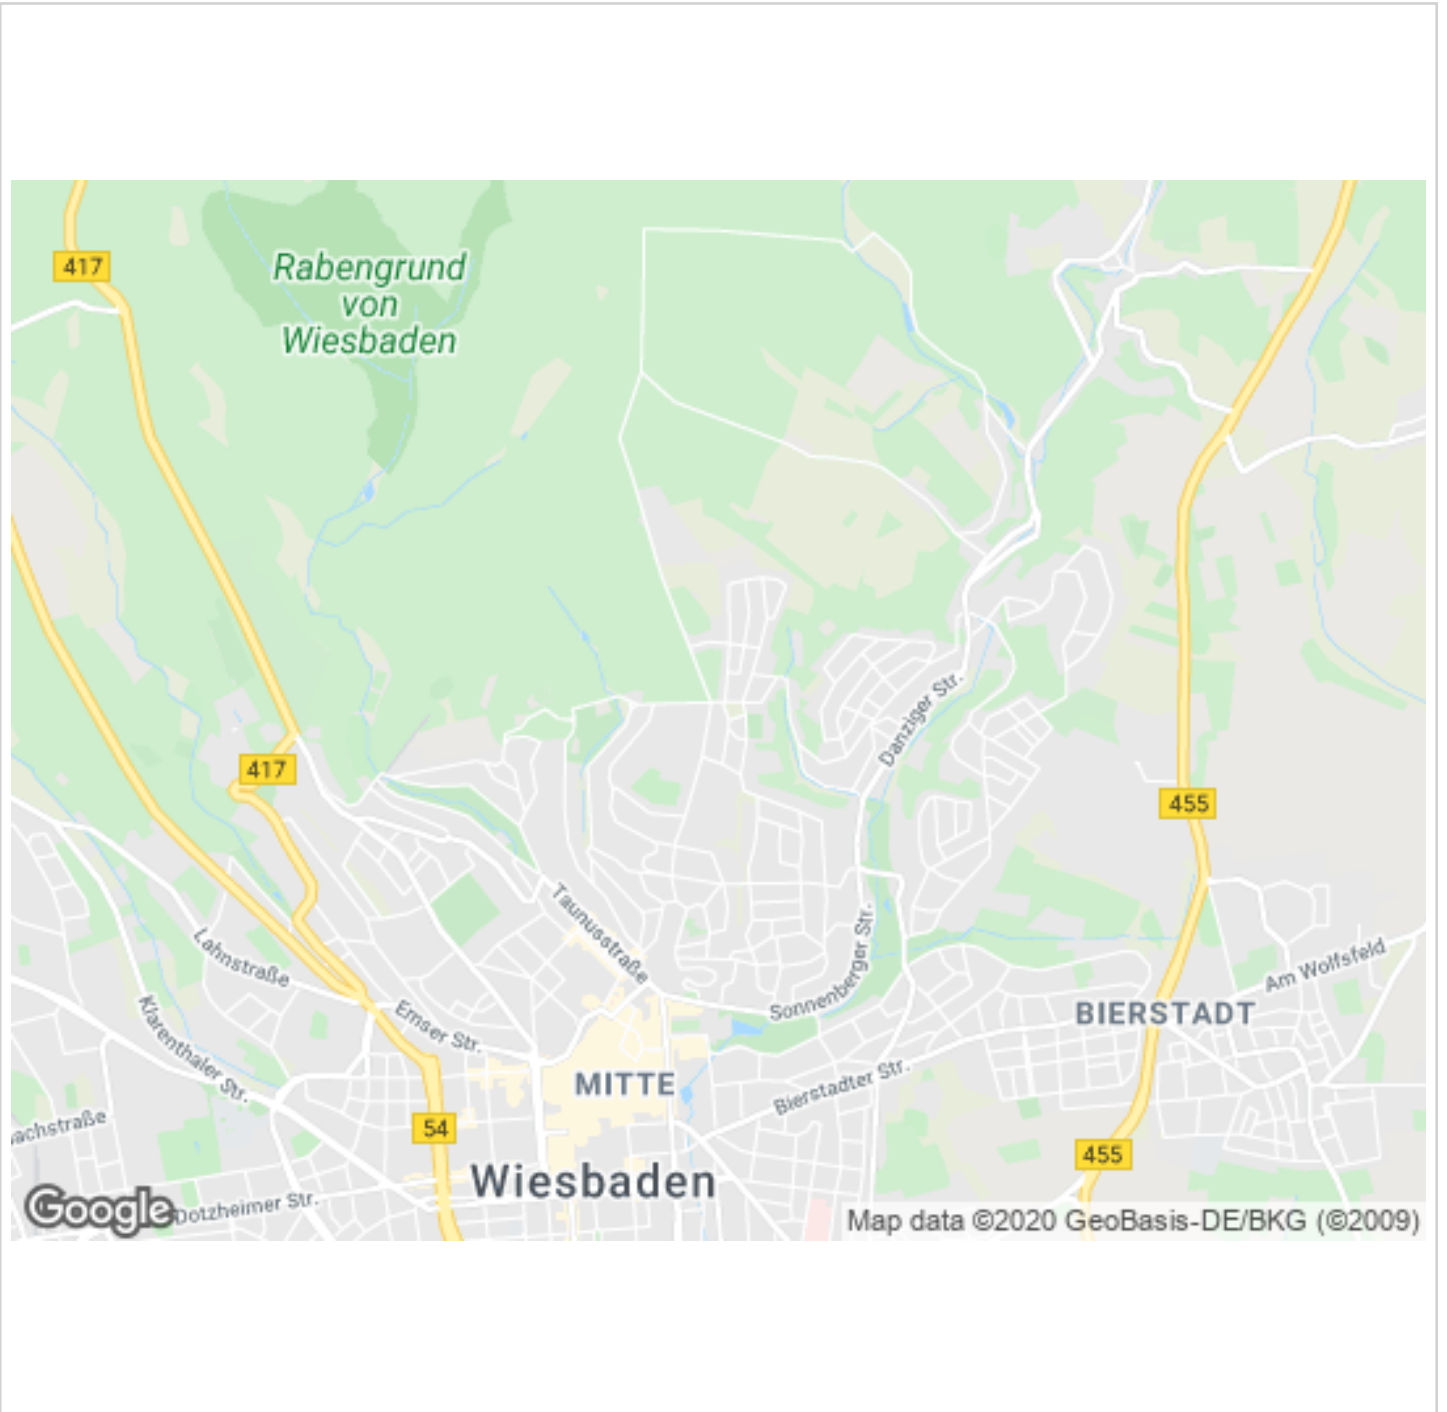 417
Rabengrund
von
Wiesbaden
Danziger Str.
417
455
Taunusstraße
Lahnstraße
Sonnenberger Str.
Am Wolfsfeld
Klarenthaler Str.
Emser Str.
BIERSTADT
MITTE
Bierstadter Str.
achstraße
54
455
Wiesbaden
Google
Dotzheimer Str.
Map data ©2020 GeoBasis-DE/BKG (©2009)